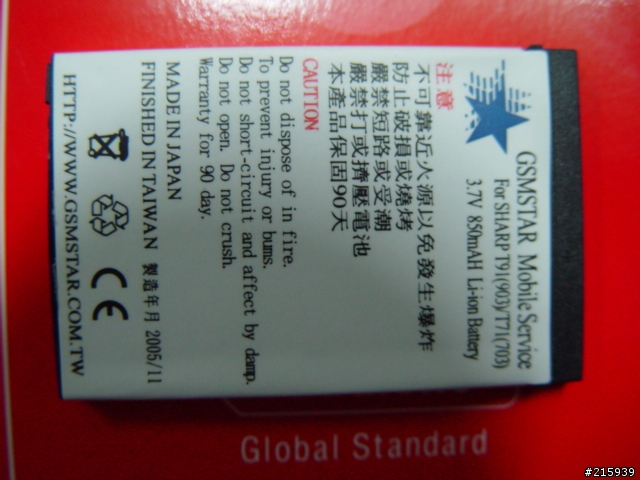 GSMSTAR Mobile Service
For SHARP T91(903)/T71(703)
3.7V 850mAH Li-ion Battery
注意
不可靠近火源以免發生爆炸
防止破損或燒烤
嚴禁短路或受潮
嚴禁打或擠壓電池
本產品保固90天
CAUTION
Do not dispose of in fire.
To prevent injury or burns.
Do not short-circuit and affect by damp.
Do not open. Do not crush.
Warranty for 90 day.
MADE IN JAPAN
FINISHED IN TAIWAN 製造年月 2005/11
CE
HTTP://WWW.GSMSTAR.COM.TW
Global Standard
#215939